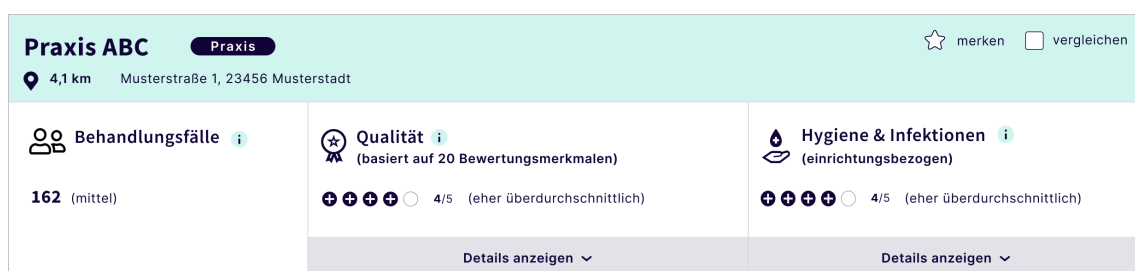 Praxis ABC Praxis merken vergleichen
4,1 km Musterstraße 1, 23456 Musterstadt
Behandlungsfälle i
162 (mittel)
Qualität i
(basiert auf 20 Bewertungsmerkmalen)
4/5 (eher überdurchschnittlich)
Details anzeigen
Hygiene & Infektionen i
(einrichtungsbezogen)
4/5 (eher überdurchschnittlich)
Details anzeigen